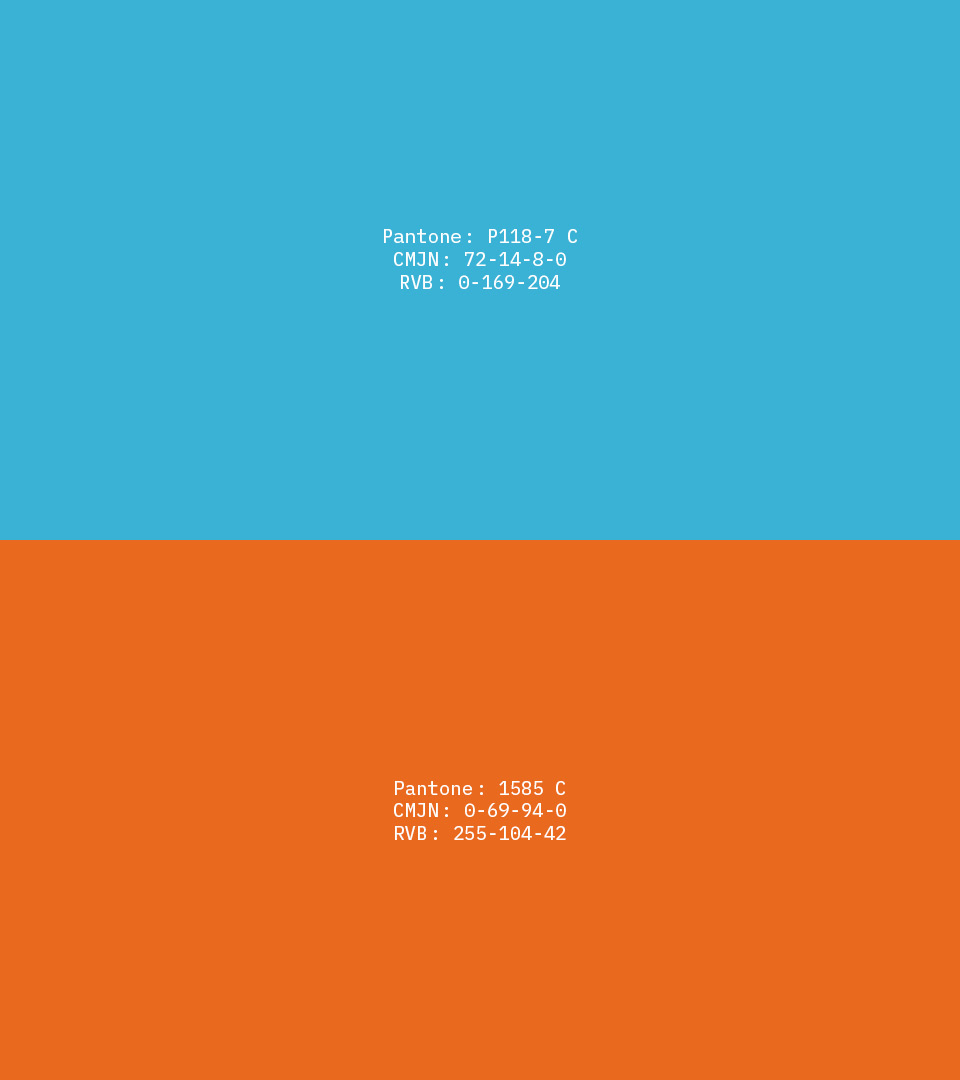 Pantone: P118-7 C
CMJN: 72-14-8-0
RVB: 0-169-204
Pantone: 1585 C
CMJN: 0-69-94-0
RVB: 255-104-42